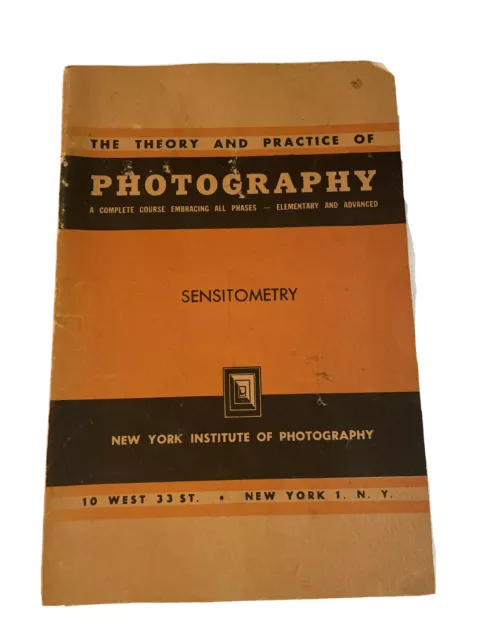 THE THEORY AND PRACTICE OF
PHOTOGRAPHY
A COMPLETE COURSE EMBRACING ALL PHASES — ELEMENTARY AND ADVANCED
SENSITOMETRY
NEW YORK INSTITUTE OF PHOTOGRAPHY
10 WEST 33 ST. • NEW YORK 1, N. Y.